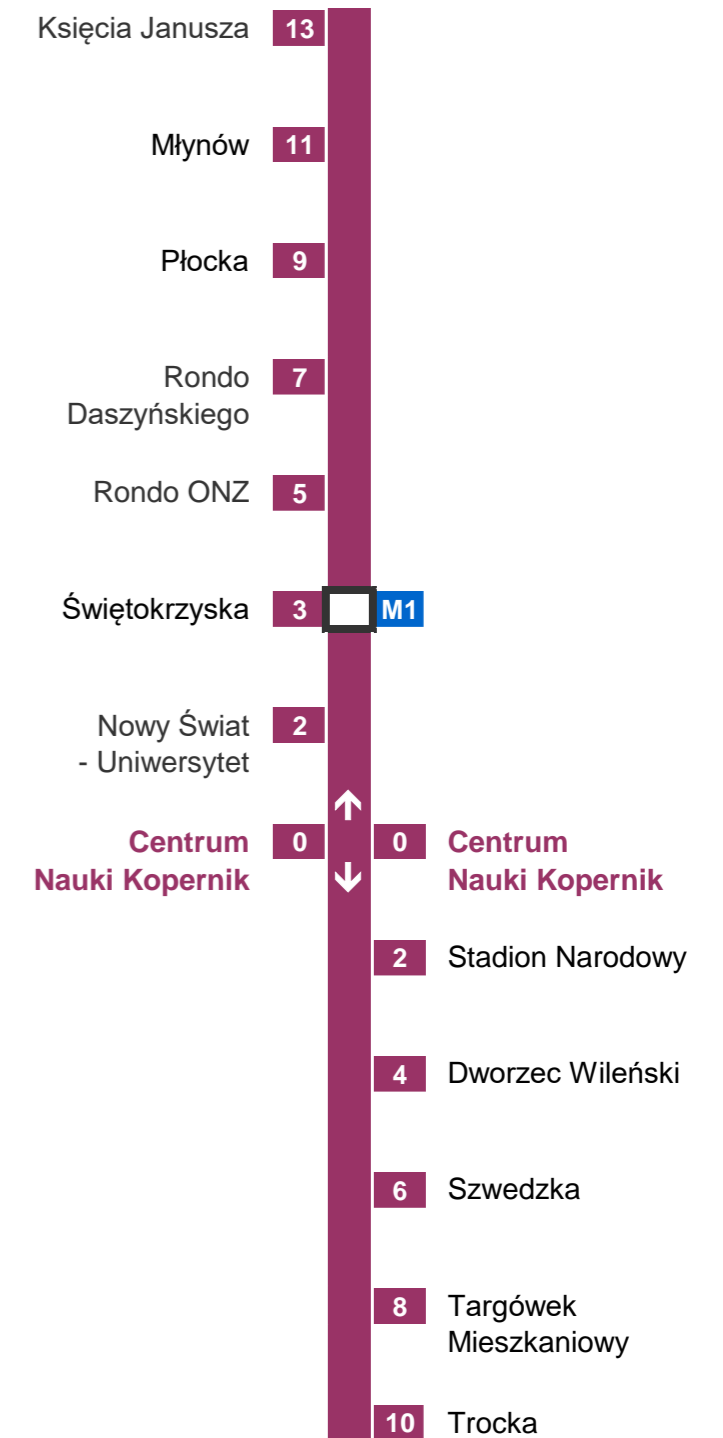 Księcia Janusza 13
Młynów 11
Płocka 9
Rondo 7
Daszyńskiego
Rondo ONZ 5
Świętokrzyska 3 M1
Nowy Świat 2
- Uniwersytet
Centrum 0 0 Centrum
Nauki Kopernik Nauki Kopernik
2 Stadion Narodowy
4 Dworzec Wileński
6 Szwedzka
8 Targówek
Mieszkaniowy
10 Trocka